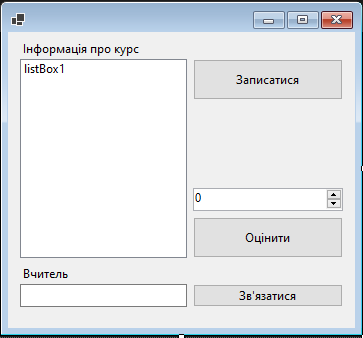 Інформація про курс
listBox1
Записатися
0
Оцінити
Вчитель
Зв'язатися